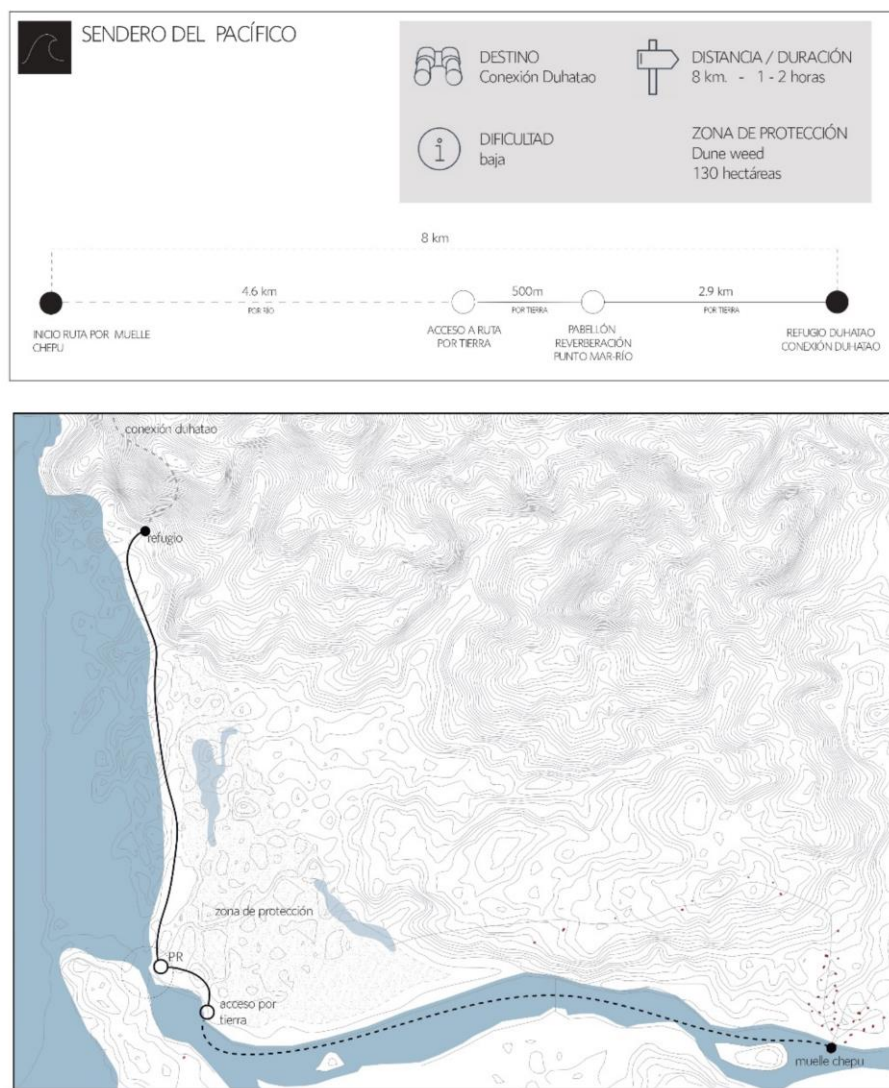 SENDERO DEL PACÍFICO
DESTINO
Conexión Duhatao
DISTANCIA / DURACIÓN
8 km. - 1 - 2 horas
DIFICULTAD
baja
ZONA DE PROTECCIÓN
Dune weed
130 hectáreas
8 km
4.6 km
POR RIO
500m
POR TIERRA
2.9 km
POR TIERRA
INICIO RUTA POR MUELLE
CHEPU
ACCESO A RUTA
POR TIERRA
PABELLÓN
REVERBERACIÓN
PUNTO MAR-RÍO
REFUGIO DUHATAO
CONEXIÓN DUHATAO
conexión duhatao
refugio
zona de protección
PR
acceso por
tierra
muelle chepu